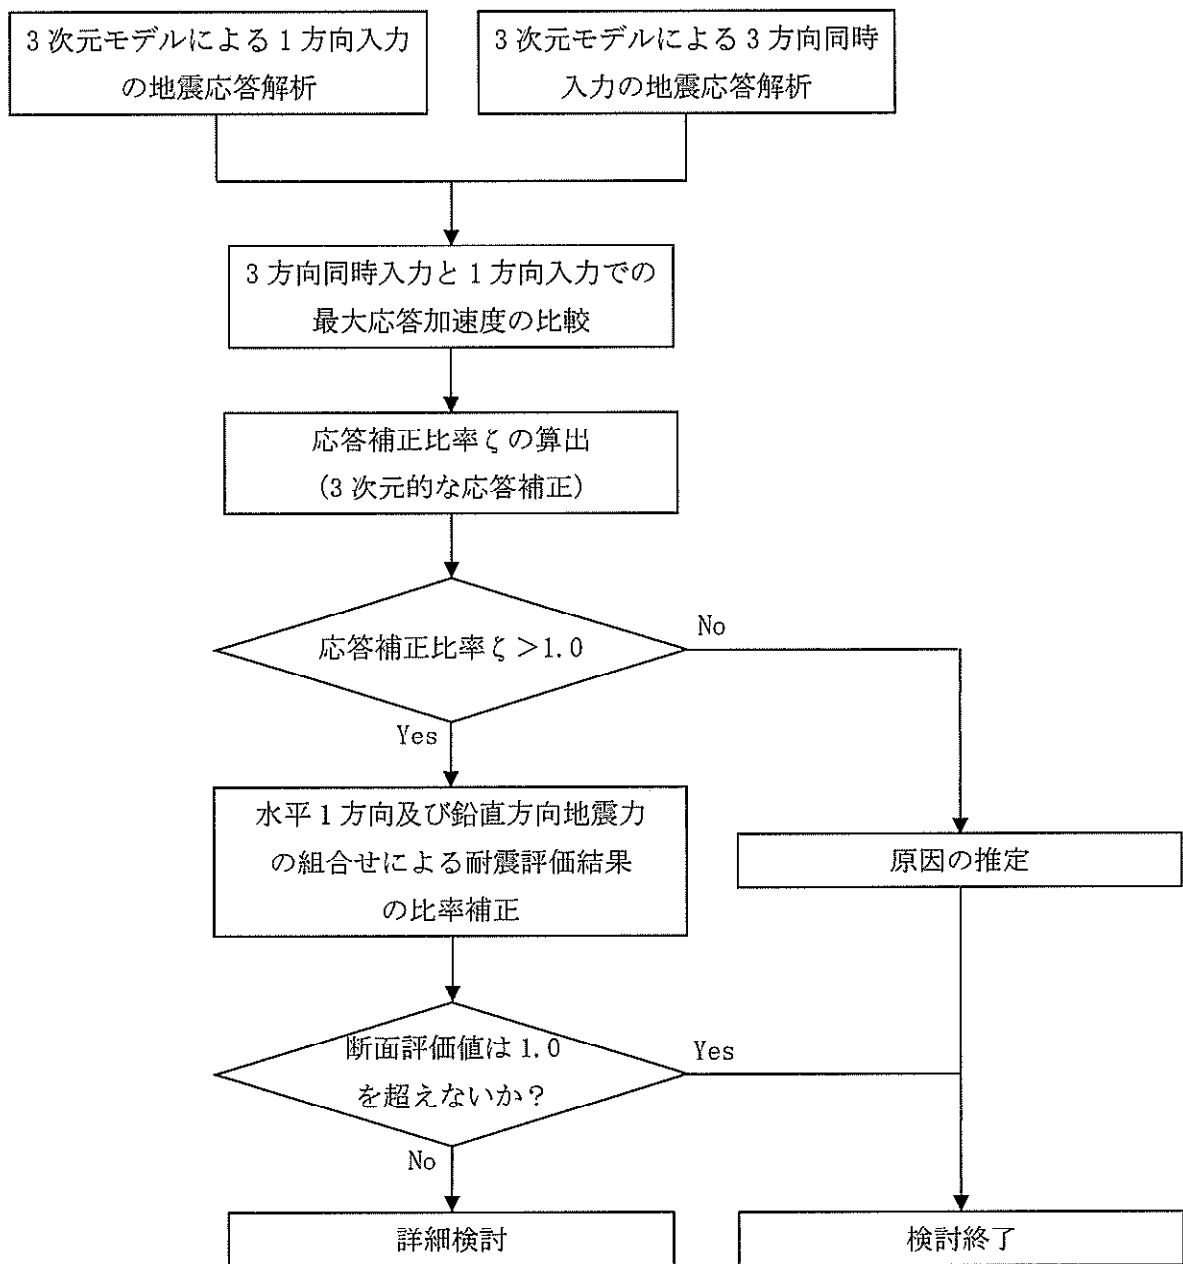 3 次元モデルによる 1 方向入力
の地震応答解析
3 次元モデルによる 3 方向同時
入力の地震応答解析
3 方向同時入力と 1 方向入力での
最大応答加速度の比較
応答補正比率ζの算出
(3 次元的な応答補正)
応答補正比率ζ＞1.0
No
Yes
水平 1 方向及び鉛直方向地震力
の組合せによる耐震評価結果
の比率補正
原因の推定
断面評価値は 1.0
を超えないか？
Yes
No
詳細検討
検討終了